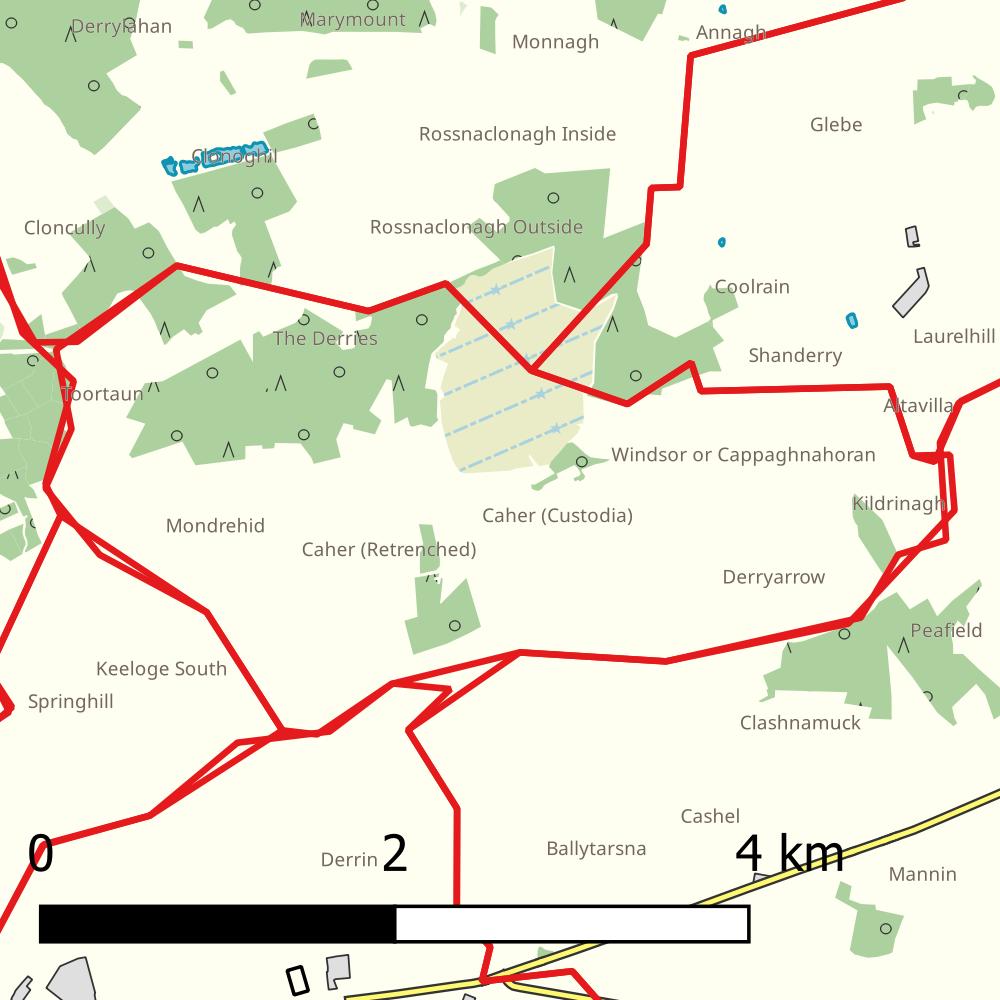 Marymount
Derrylahan
Annagh
Monnagh
Glebe
Rossnaclonagh Inside
Clonoghil
Cloncully
Rossnaclonagh Outside
Coolrain
The Derries
Laurelhill
Shanderry
Toortaun
Altavilla
Windsor or Cappaghnahoran
Kildrinagh
Caher (Custodia)
Mondrehid
Caher (Retrenched)
Derryarrow
Peafield
Keeloge South
Springhill
Clashnamuck
Cashel
Ballytarsna
0 2 4 km
Derrin
Mannin